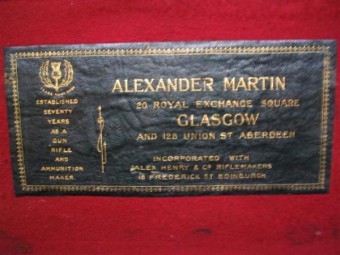 ESTABLISHED
SEVENTY
YEARS
AS A
GUN
RIFLE
AND
AMMUNITION
MAKER
ALEXANDER MARTIN
20 ROYAL EXCHANGE SQUARE
GLASGOW
AND 128 UNION ST ABERDEEN
INCORPORATED WITH
ALEX. HENRY & CO RIFLEMAKERS
18 FREDERICK ST EDINBURGH